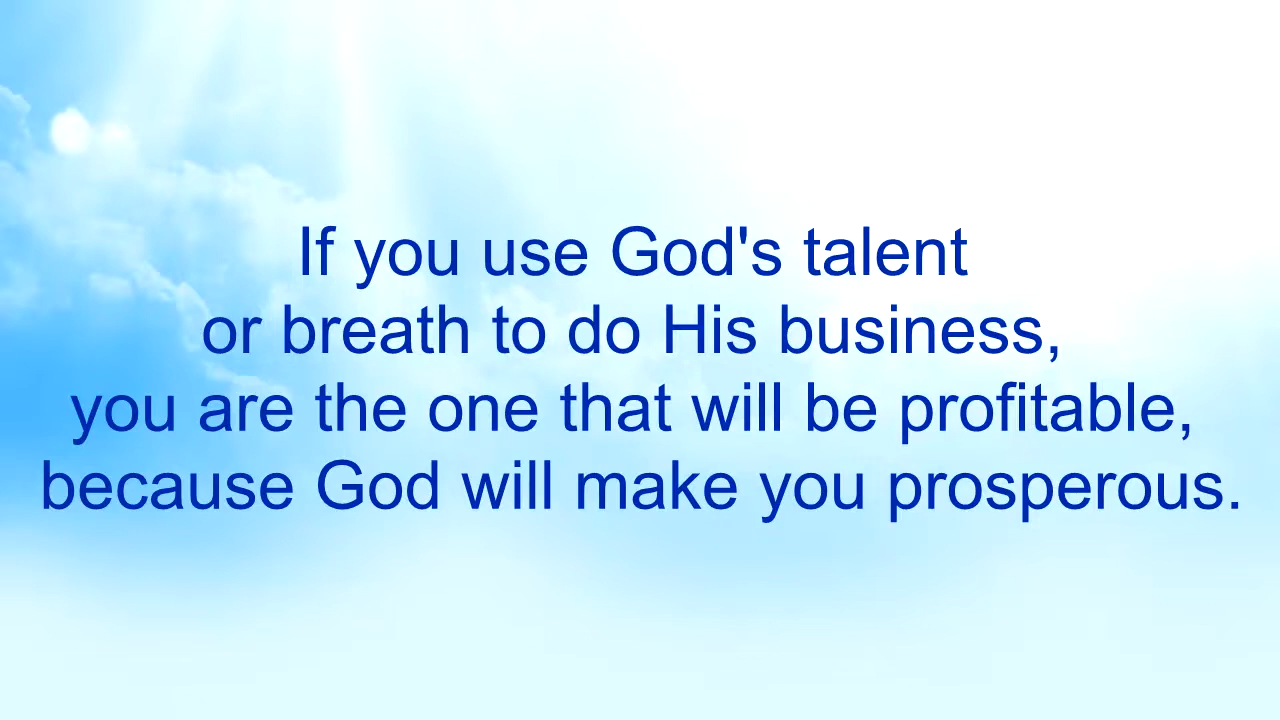 If you use God's talent
or breath to do His business,
you are the one that will be profitable,
because God will make you prosperous.